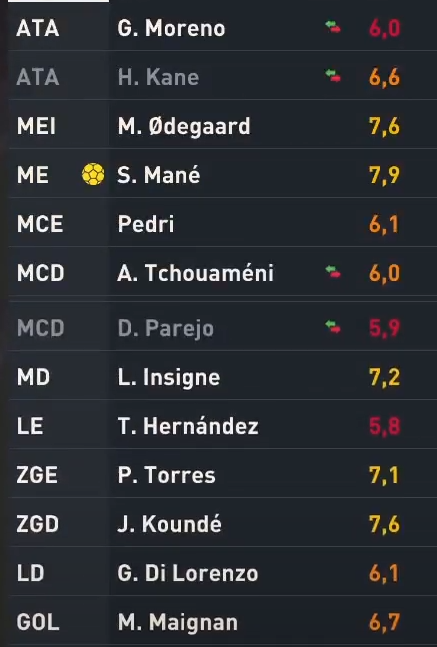 ATA G. Moreno 6,0
ATA H. Kane 6,6
MEI M. Ødegaard 7,6
ME S. Mané 7,9
MCE Pedri 6,1
MCD A. Tchouaméni 6,0
MCD D. Parejo 5,9
MD L. Insigne 7,2
LE T. Hernández 5,8
ZGE P. Torres 7,1
ZGD J. Koundé 7,6
LD G. Di Lorenzo 6,1
GOL M. Maignan 6,7